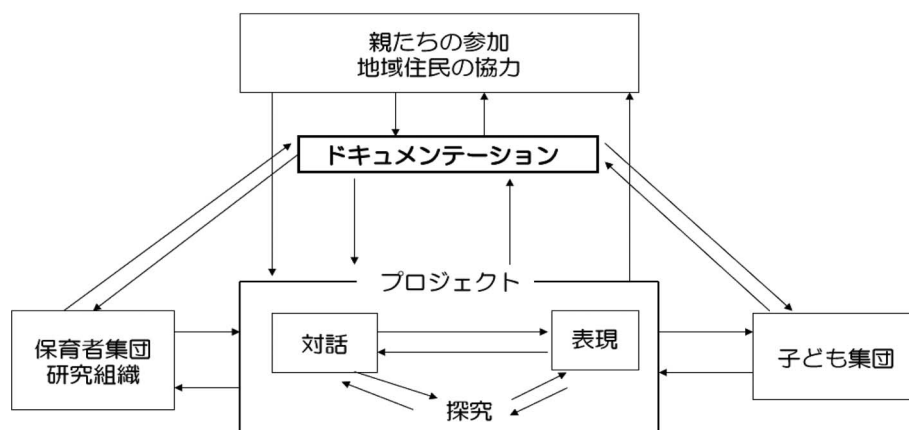 親たちの参加
地域住民の協力
ドキュメンテーション
プロジェクト
保育者集団
研究組織
対話
表現
探究
子ども集団